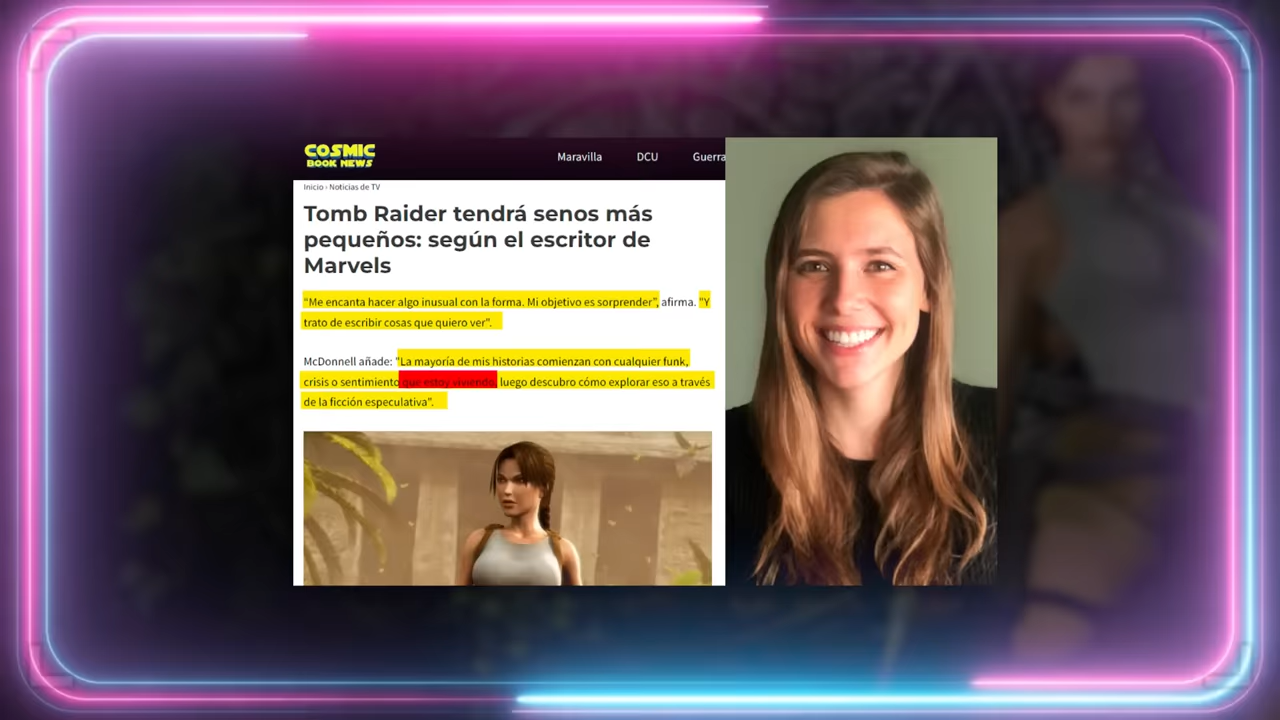 COSMIC
BOOK NEWS
Maravilla DCU Guerra
Inicio › Noticias de TV
Tomb Raider tendrá senos más
pequeños: según el escritor de
Marvels
"Me encanta hacer algo inusual con la forma. Mi objetivo es sorprender", afirma. "Y
trato de escribir cosas que quiero ver".
McDonnell añade: "La mayoría de mis historias comienzan con cualquier funk,
crisis o sentimiento que estoy viviendo, luego descubro cómo explorar eso a través
de la ficción especulativa".